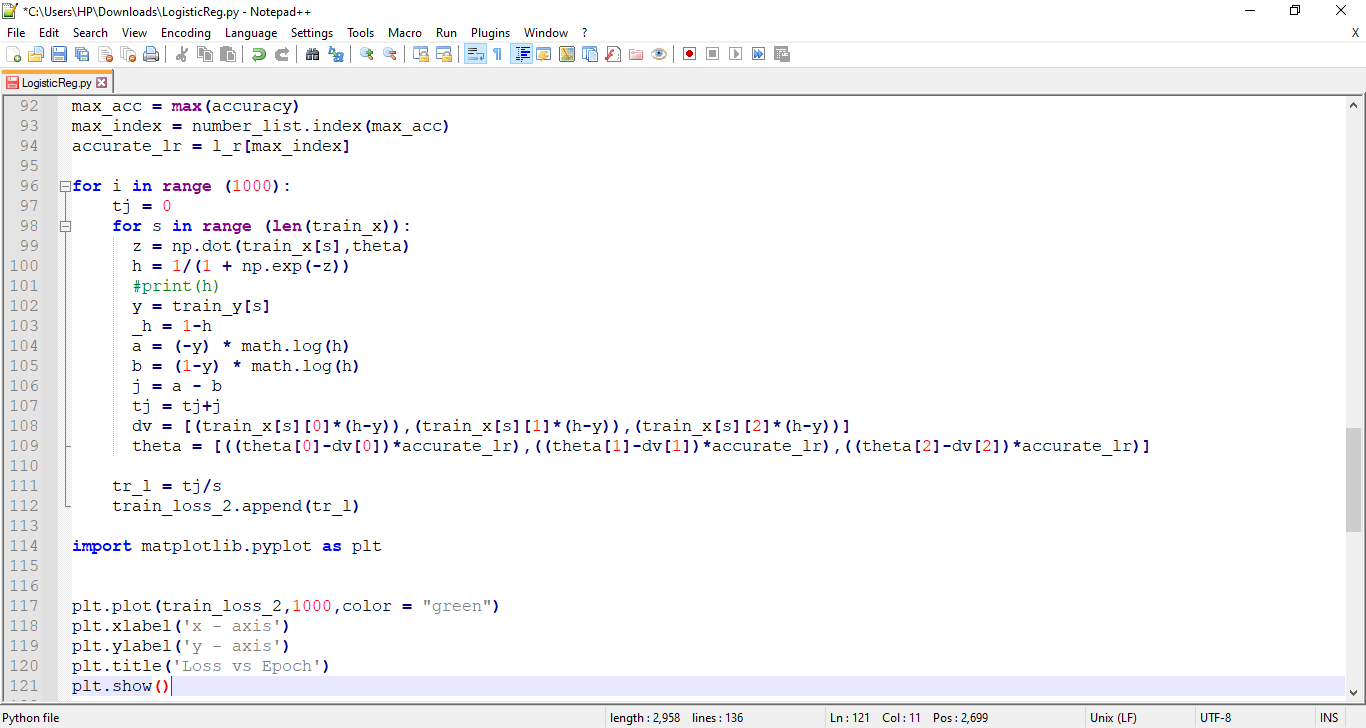 *C:\Users\HP\Downloads\LogisticReg.py - Notepad++
File Edit Search View Encoding Language Settings Tools Macro Run Plugins Window ? X
LogisticReg.py
92 max_acc = max(accuracy)
93 max_index = number_list.index(max_acc)
94 accurate_lr = l_r[max_index]
95
96 for i in range (1000):
97     tj = 0
98     for s in range (len(train_x)):
99       z = np.dot(train_x[s],theta)
100       h = 1/(1 + np.exp(-z))
101       #print(h)
102       y = train_y[s]
103       _h = 1-h
104       a = (-y) * math.log(h)
105       b = (1-y) * math.log(h)
106       j = a - b
107       tj = tj+j
108       dv = [(train_x[s][0]*(h-y)),(train_x[s][1]*(h-y)),(train_x[s][2]*(h-y))]
109       theta = [((theta[0]-dv[0])*accurate_lr),((theta[1]-dv[1])*accurate_lr),((theta[2]-dv[2])*accurate_lr)]
110
111     tr_l = tj/s
112     train_loss_2.append(tr_l)
113
114 import matplotlib.pyplot as plt
115
116
117 plt.plot(train_loss_2,1000,color = "green")
118 plt.xlabel('x - axis')
119 plt.ylabel('y - axis')
120 plt.title('Loss vs Epoch')
121 plt.show()
Python file length : 2,958 lines : 136 Ln : 121 Col : 11 Pos : 2,699 Unix (LF) UTF-8 INS